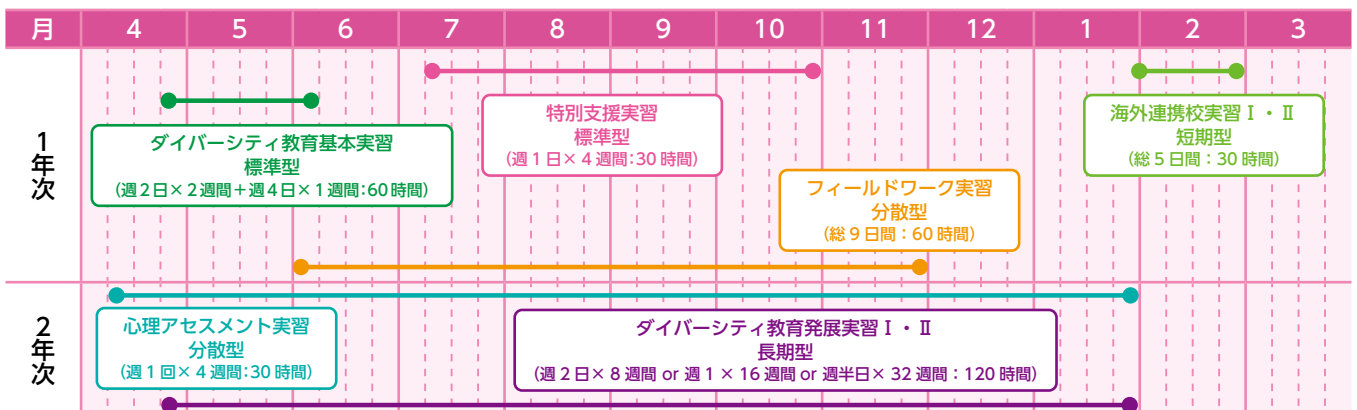 月 4 5 6 7 8 9 10 11 12 1 2 3
1年次
ダイバーシティ教育基本実習
標準型
（週2日×2週間＋週4日×1週間：60時間）
特別支援実習
標準型
（週1日×4週間：30時間）
海外連携校実習Ⅰ・Ⅱ
短期型
（総5日間：30時間）
フィールドワーク実習
分散型
（総9日間：60時間）
2年次
心理アセスメント実習
分散型
（週1回×4週間：30時間）
ダイバーシティ教育発展実習Ⅰ・Ⅱ
長期型
（週2日×8週間 or 週1×16週間 or 週半日×32週間：120時間）